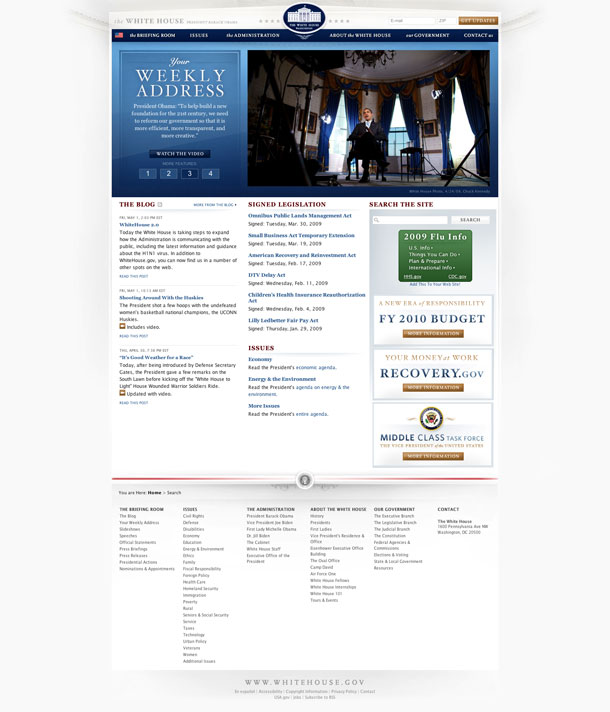 the WHITE HOUSE PRESIDENT BARACK OBAMA
THE WHITE HOUSE
WASHINGTON
E-mail
ZIP
GET UPDATES
the BRIEFING ROOM
ISSUES
the ADMINISTRATION
ABOUT the WHITE HOUSE
our GOVERNMENT
CONTACT us
Your
WEEKLY
ADDRESS
President Obama: "To help build a new
foundation for the 21st century, we need
to reform our government so that it
is more efficient, more transparent, and
more creative."
WATCH THE VIDEO
MORE FEATURES:
1 2 3 4
White House Photo, 4/24/09, Chuck Kennedy
THE BLOG
MORE FROM THE BLOG
FRI, MAY 1, 2:50 PM EST
WhiteHouse 2.0
Today the White House is taking steps to expand
how the Administration is communicating with the
public, including the latest information and guidance
about the H1N1 virus. In addition to
WhiteHouse.gov, you can now find us in a number of
other spots on the web.
READ THIS POST
FRI, MAY 1, 10:13 AM EST
Shooting Around With the Huskies
The President shot a few hoops with the undefeated
women's basketball national champions, the UCONN
Huskies.
Includes video.
READ THIS POST
THU, APRIL 30, 7:38 PM EST
"It's Good Weather for a Race"
Today, after being introduced by Defense Secretary
Gates, the President gave a few remarks on the
South Lawn before kicking off the "White House to
Light" House Wounded Warrior Soldiers Ride.
Updated with video.
READ THIS POST
SIGNED LEGISLATION
Omnibus Public Lands Management Act
Signed: Tuesday, Mar. 30, 2009
Small Business Act Temporary Extension
Signed: Tuesday, Mar. 19, 2009
American Recovery and Reinvestment Act
Signed: Tuesday, Feb. 17, 2009
DTV Delay Act
Signed: Wednesday, Feb. 11, 2009
Children's Health Insurance Reauthorization
Act
Signed: Wednesday, Feb. 4, 2009
Lilly Ledbetter Fair Pay Act
Signed: Thursday, Jan. 29, 2009
ISSUES
Economy
Read the President's economic agenda.
Energy & the Environment
Read the President's agenda on energy & the
environment.
More Issues
Read the President's entire agenda.
SEARCH THE SITE
SEARCH
2009 Flu Info
U.S. Info
Things You Can Do
Plan & Prepare
International Info
HHS.gov CDC.gov
Add This To Your Web Site!
A NEW ERA of RESPONSIBILITY
FY 2010 BUDGET
MORE INFORMATION
YOUR MONEY at WORK
RECOVERY.GOV
MORE INFORMATION
MIDDLE CLASS TASK FORCE
THE VICE PRESIDENT of the UNITED STATES
MORE INFORMATION
You are Here: Home > Search
THE BRIEFING ROOM
The Blog
Your Weekly Address
Slideshows
Speeches
Official Statements
Press Briefings
Press Releases
Presidential Actions
Nominations & Appointments
ISSUES
Civil Rights
Defense
Disabilities
Economy
Education
Energy & Environment
Ethics
Family
Fiscal Responsibility
Foreign Policy
Health Care
Homeland Security
Immigration
Poverty
Rural
Seniors & Social Security
Service
Taxes
Technology
Urban Policy
Veterans
Women
Additional Issues
THE ADMINISTRATION
President Barack Obama
Vice President Joe Biden
First Lady Michelle Obama
Dr. Jill Biden
The Cabinet
White House Staff
Executive Office of the
President
ABOUT THE WHITE HOUSE
History
Presidents
First Ladies
Vice President's Residence &
Office
Eisenhower Executive Office
Building
The Oval Office
Camp David
Air Force One
White House Fellows
White House Internships
White House 101
Tours & Events
OUR GOVERNMENT
The Executive Branch
The Legislative Branch
The Judicial Branch
The Constitution
Federal Agencies &
Commissions
Elections & Voting
State & Local Government
Resources
CONTACT
The White House
1600 Pennsylvania Ave NW
Washington, DC 20500
WWW.WHITEHOUSE.GOV
En español | Accessibility | Copyright Information | Privacy Policy | Contact
USA.gov | Jobs | Subscribe to RSS